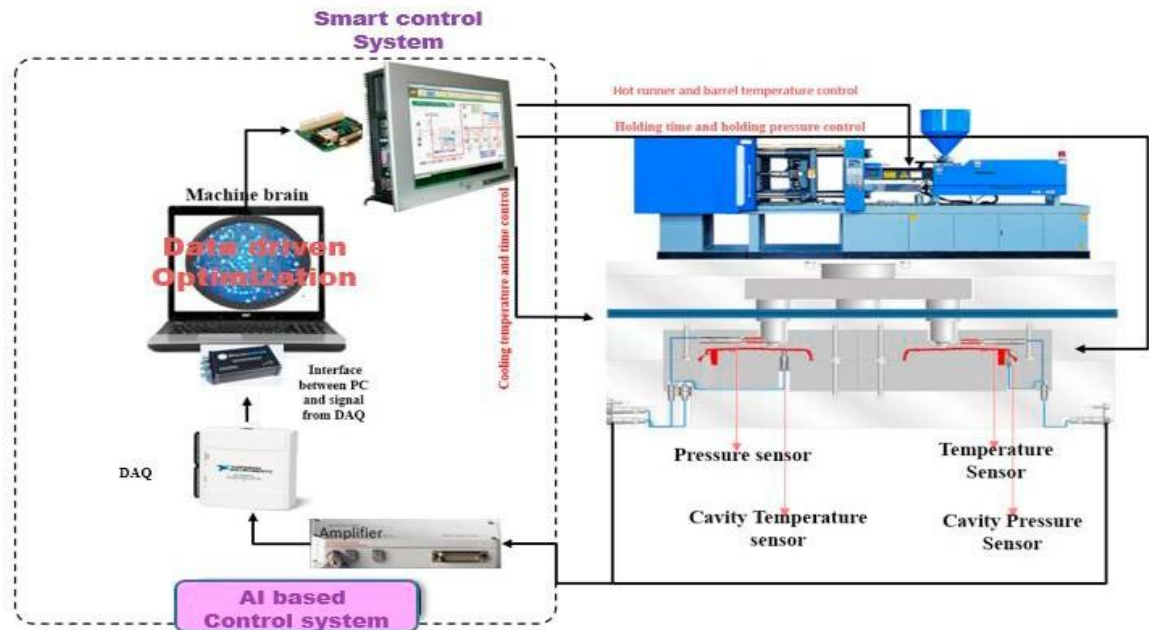 Smart control
System
Hot runner and barrel temperature control
Holding time and holding pressure control
Machine brain
Data driven
Optimization
Cooling temperature and time control
Interface
between PC
and signal
from DAQ
DAQ
Pressure sensor
Temperature
Sensor
Cavity Temperature
sensor
Cavity Pressure
Sensor
Amplifier
AI based
Control system